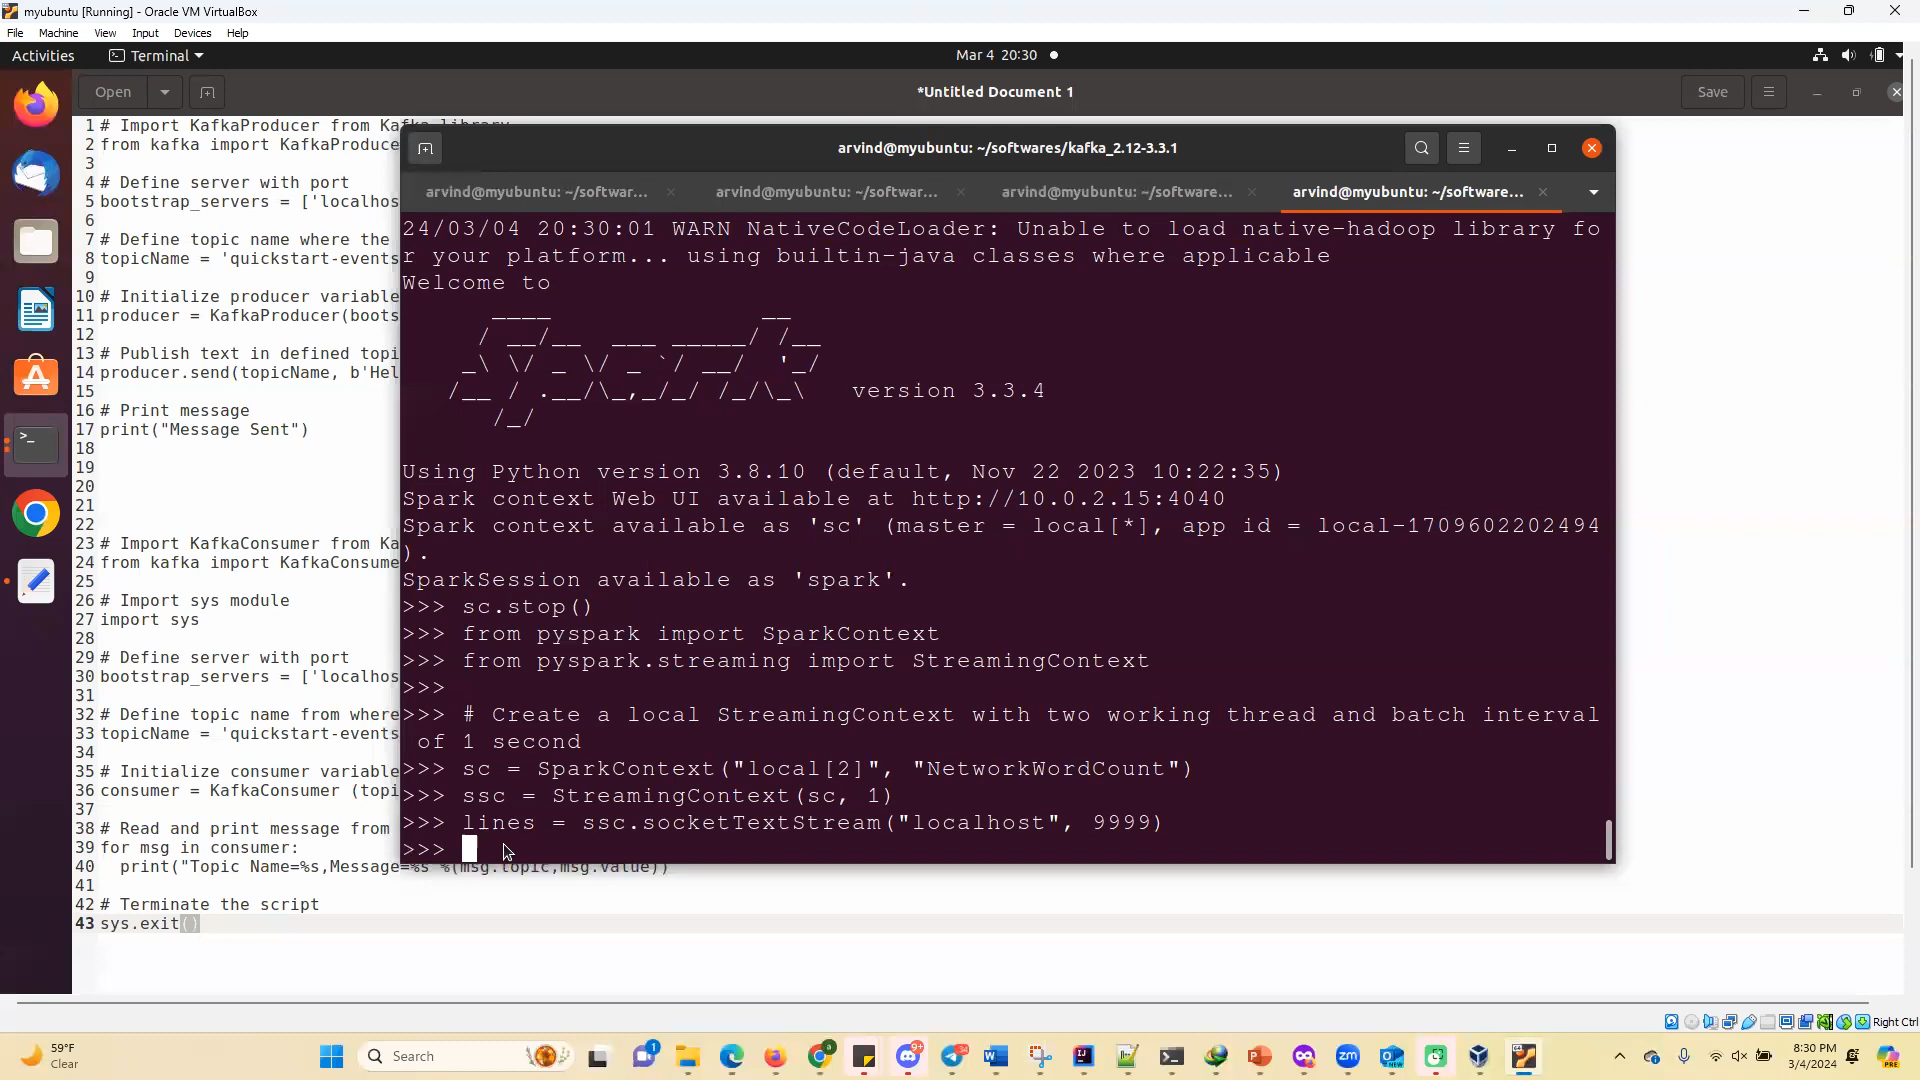 myubuntu [Running] - Oracle VM VirtualBox
File Machine View Input Devices Help
Activities Terminal Mar 4 20:30
Open *Untitled Document 1 Save
1 # Import KafkaProducer from Kafka library
2 from kafka import KafkaProduce
3
4 # Define server with port
5 bootstrap_servers = ['localhos
6
7 # Define topic name where the
8 topicName = 'quickstart-events
9
10 # Initialize producer variable
11 producer = KafkaProducer(boots
12
13 # Publish text in defined topi
14 producer.send(topicName, b'Hel
15
16 # Print message
17 print("Message Sent")
18
19
20
21
22
23 # Import KafkaConsumer from Ka
24 from kafka import KafkaConsume
25
26 # Import sys module
27 import sys
28
29 # Define server with port
30 bootstrap_servers = ['localhos
31
32 # Define topic name from where
33 topicName = 'quickstart-events
34
35 # Initialize consumer variable
36 consumer = KafkaConsumer (topi
37
38 # Read and print message from
39 for msg in consumer:
40 print("Topic Name=%s,Message=%s"%(msg.topic,msg.value))
41
42 # Terminate the script
43 sys.exit()
arvind@myubuntu: ~/softwares/kafka_2.12-3.3.1
arvind@myubuntu: ~/softwar... arvind@myubuntu: ~/softwar... arvind@myubuntu: ~/software... arvind@myubuntu: ~/software...
24/03/04 20:30:01 WARN NativeCodeLoader: Unable to load native-hadoop library fo
r your platform... using builtin-java classes where applicable
Welcome to
      ____              __
     / __/__  ___ _____/ /__
    _\ \/ _ \/ _ `/ __/  '_/
   /__ / .__/\_,_/_/ /_/\_\   version 3.3.4
      /_/
Using Python version 3.8.10 (default, Nov 22 2023 10:22:35)
Spark context Web UI available at http://10.0.2.15:4040
Spark context available as 'sc' (master = local[*], app id = local-1709602202494
).
SparkSession available as 'spark'.
>>> sc.stop()
>>> from pyspark import SparkContext
>>> from pyspark.streaming import StreamingContext
>>>
>>> # Create a local StreamingContext with two working thread and batch interval
of 1 second
>>> sc = SparkContext("local[2]", "NetworkWordCount")
>>> ssc = StreamingContext(sc, 1)
>>> lines = ssc.socketTextStream("localhost", 9999)
>>>
Right Ctrl
59°F
Clear
Search
8:30 PM
3/4/2024